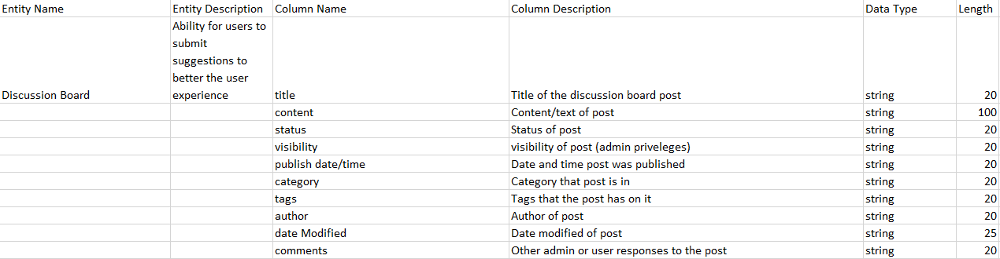 Entity Name Entity Description Column Name Column Description Data Type Length
Ability for users to
submit
suggestions to
better the user
Discussion Board experience title Title of the discussion board post string 20
content Content/text of post string 100
status Status of post string 20
visibility visibility of post (admin priveleges) string 20
publish date/time Date and time post was published string 20
category Category that post is in string 20
tags Tags that the post has on it string 20
author Author of post string 20
date Modified Date modified of post string 25
comments Other admin or user responses to the post string 20